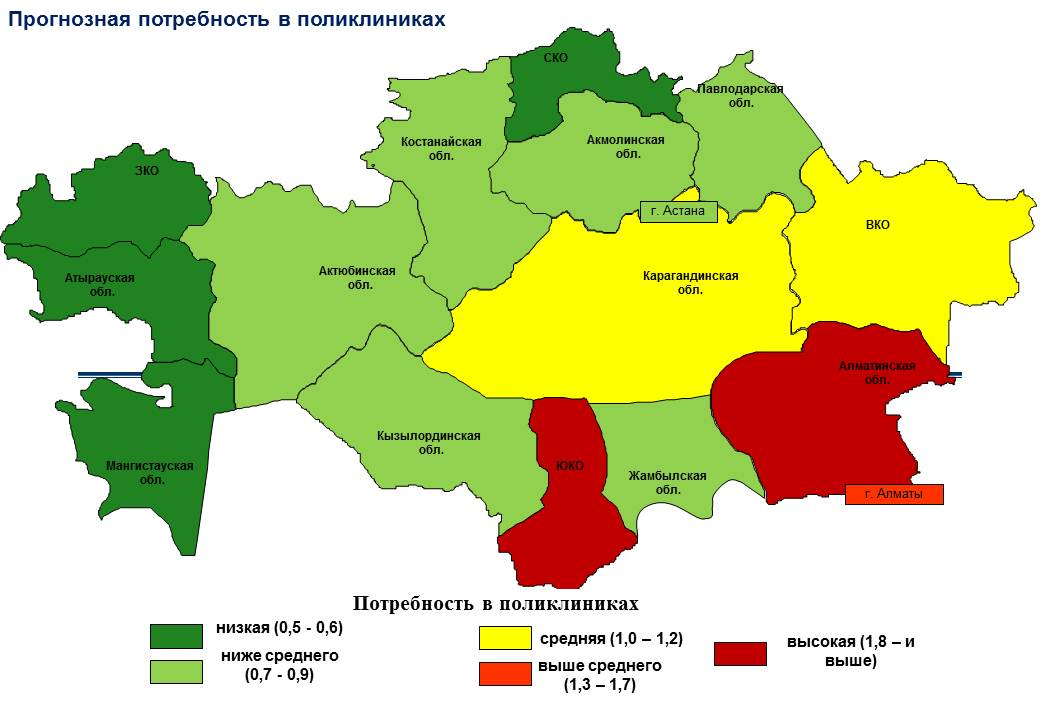 Прогнозная потребность в поликлиниках
СКО
Павлодарская
обл.
Костанайская
обл.
Акмолинская
обл.
ЗКО
г. Астана
ВКО
Атырауская
обл.
Актюбинская
обл.
Карагандинская
обл.
Алматинская
обл.
Кызылординская
обл.
Мангистауская
обл.
ЮКО
Жамбылская
обл.
г. Алматы
Потребность в поликлиниках
низкая (0,5 - 0,6)
ниже среднего
(0,7 - 0,9)
средняя (1,0 – 1,2)
выше среднего
(1,3 – 1,7)
высокая (1,8 – и
выше)